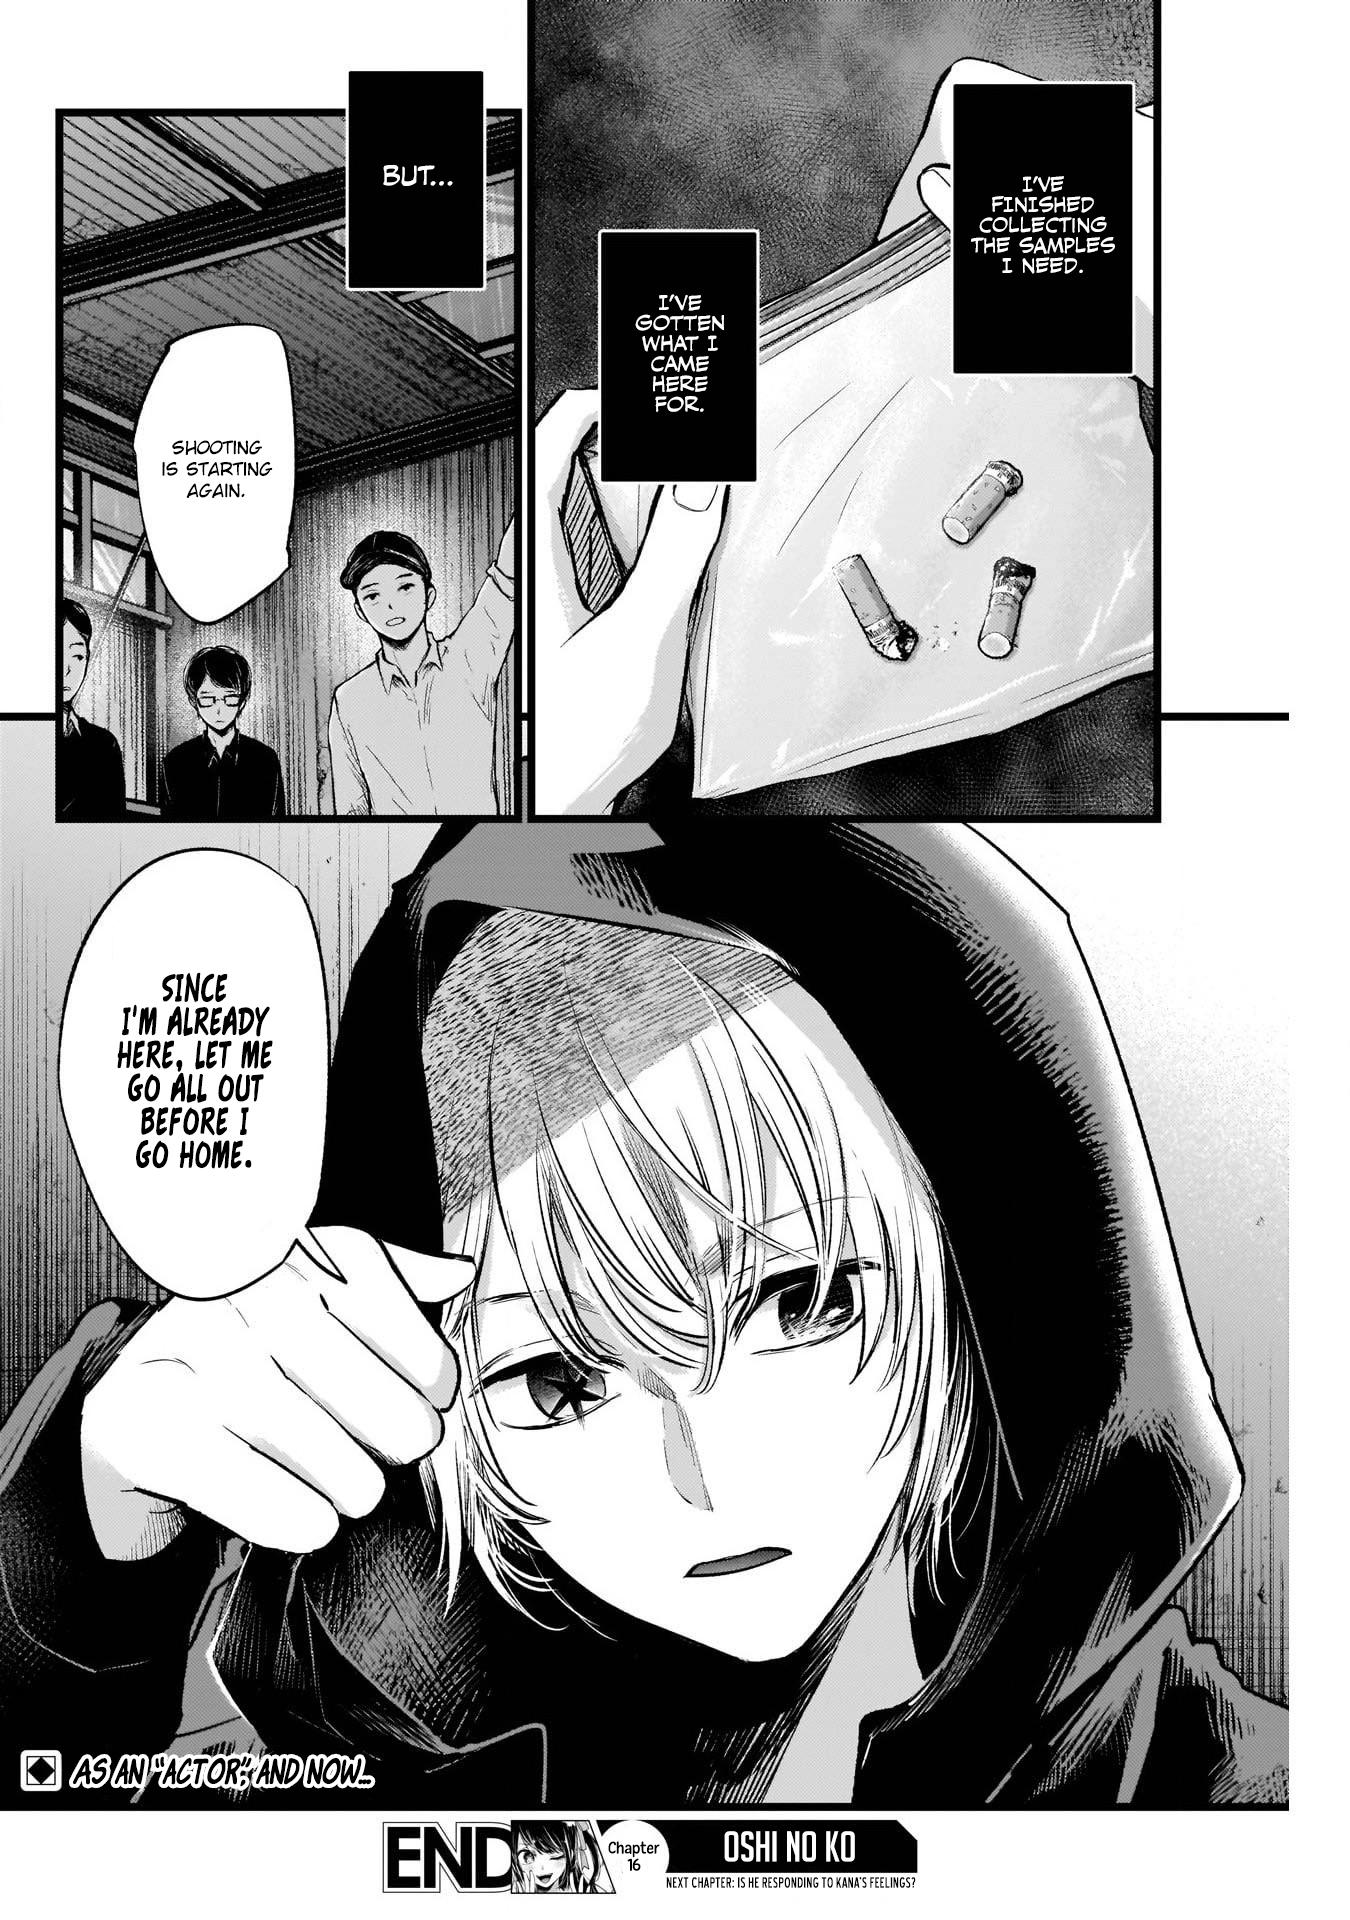 I'VE
FINISHED
COLLECTING
THE SAMPLES
I NEED.
I'VE
GOTTEN
WHAT I
CAME
HERE
FOR.
BUT...
SHOOTING
IS STARTING
AGAIN.
SINCE
I'M ALREADY
HERE, LET ME
GO ALL OUT
BEFORE I
GO HOME.
AS AN "ACTOR", AND NOW...
END
Chapter
16
OSHI NO KO
NEXT CHAPTER: IS HE RESPONDING TO KANA'S FEELINGS?